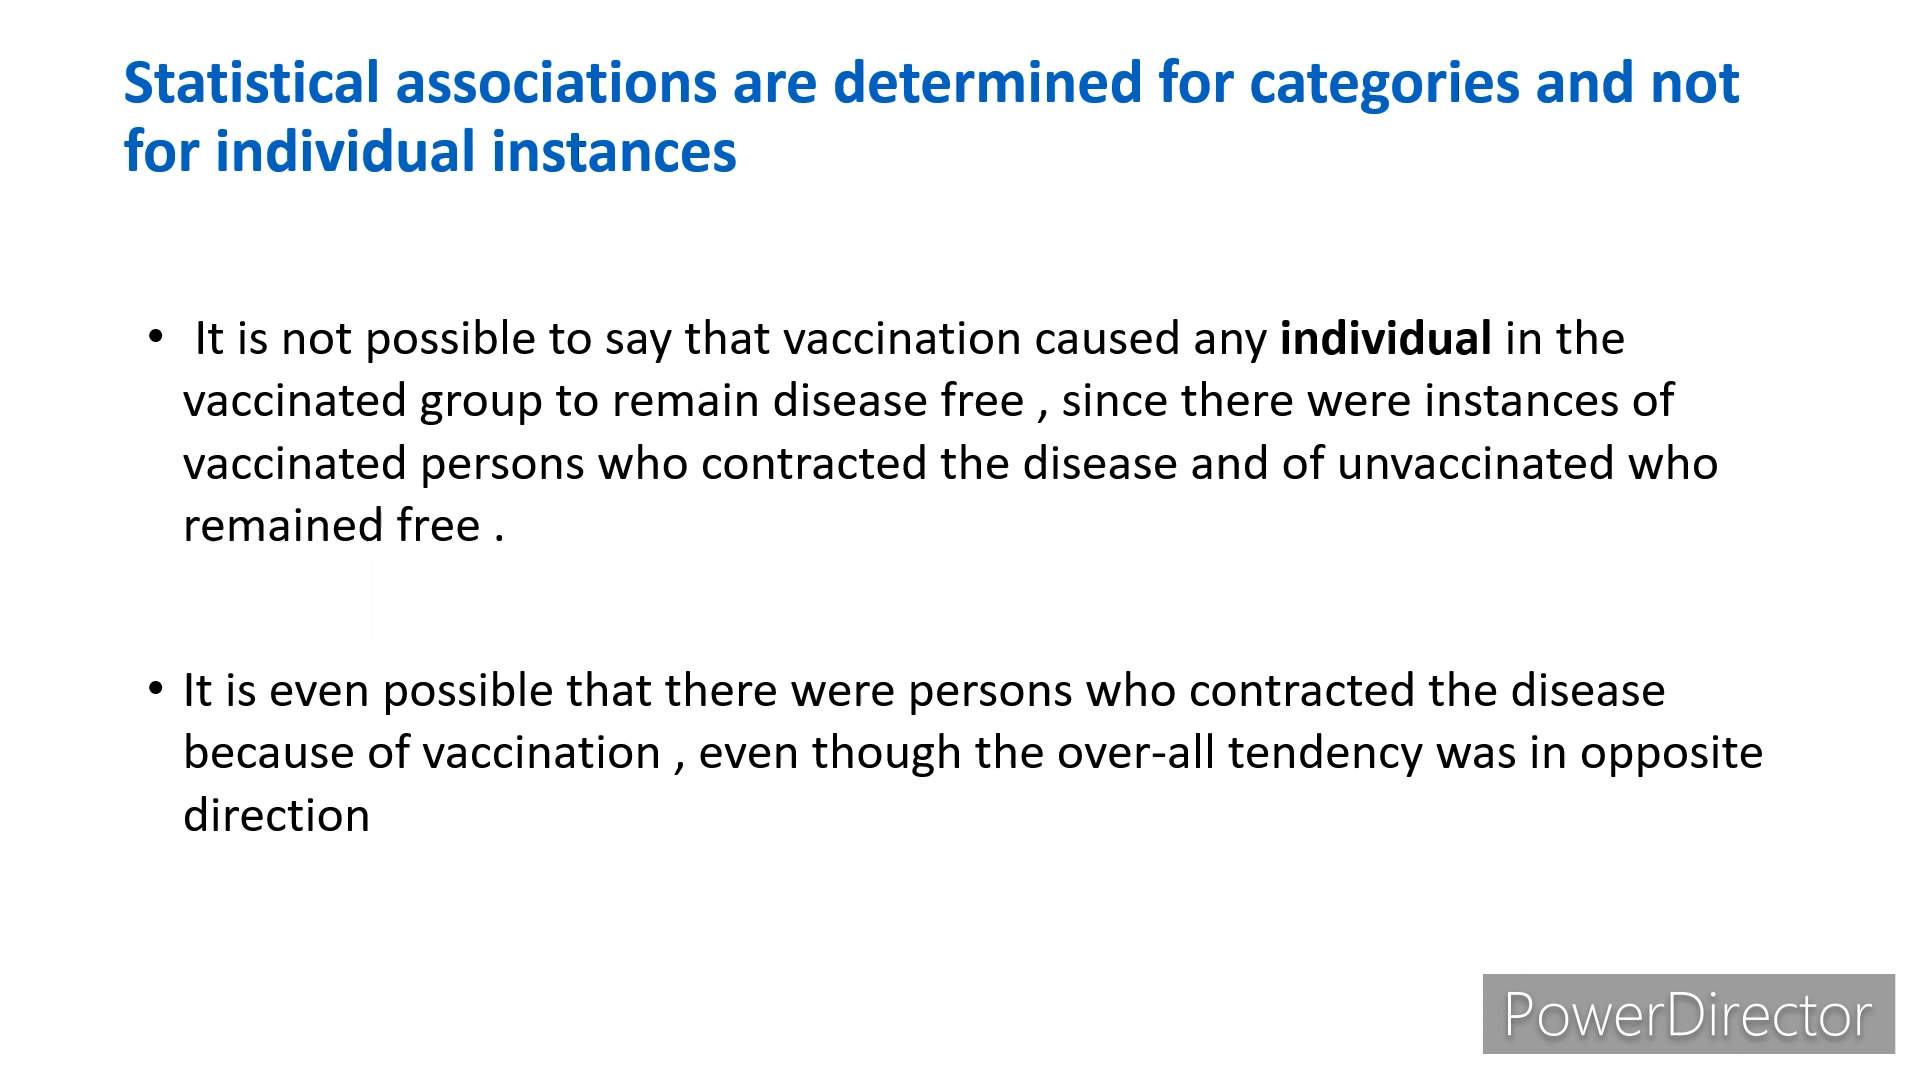 Statistical associations are determined for categories and not
for individual instances
• It is not possible to say that vaccination caused any individual in the
vaccinated group to remain disease free , since there were instances of
vaccinated persons who contracted the disease and of unvaccinated who
remained free .
• It is even possible that there were persons who contracted the disease
because of vaccination , even though the over-all tendency was in opposite
direction
PowerDirector